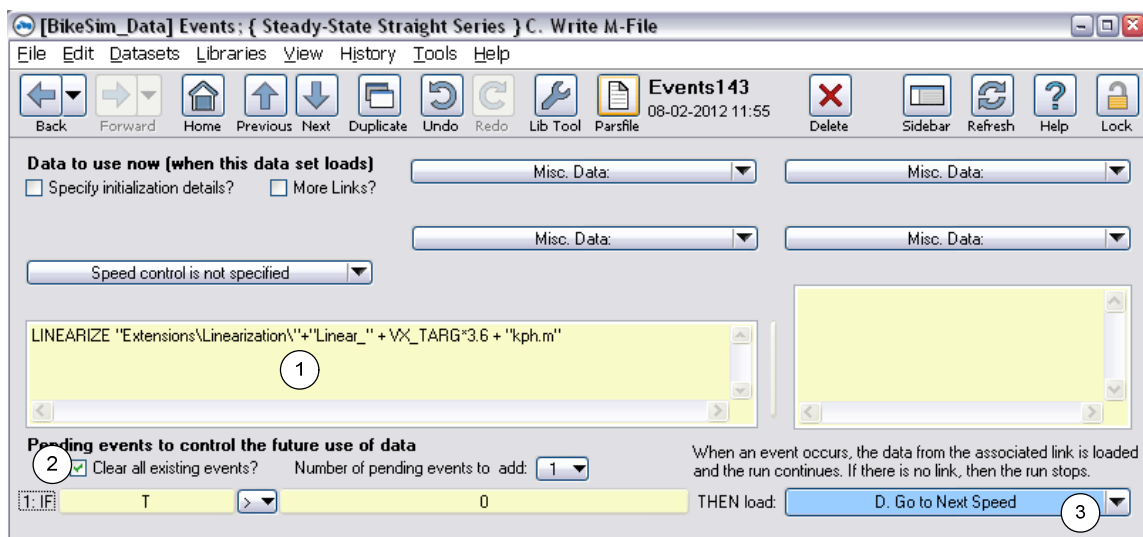 [BikeSim_Data] Events; { Steady-State Straight Series } C. Write M-File
File Edit Datasets Libraries View History Tools Help
Back Forward Home Previous Next Duplicate Undo Redo Lib Tool Parsfile Events143 08-02-2012 11:55 Delete Sidebar Refresh Help Lock
Data to use now (when this data set loads)
Misc. Data: Misc. Data:
Specify initialization details? More Links?
Misc. Data: Misc. Data:
Speed control is not specified
LINEARIZE "Extensions\Linearization\"+"Linear_" + VX_TARG*3.6 + "kph.m"
1
Pending events to control the future use of data
2 Clear all existing events? Number of pending events to add: 1
When an event occurs, the data from the associated link is loaded
and the run continues. If there is no link, then the run stops.
1: IF T > 0 THEN load: D. Go to Next Speed 3